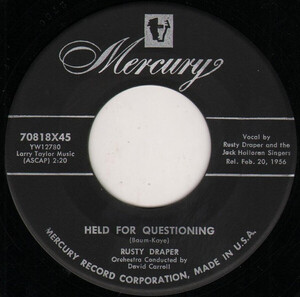 Mercury
70818X45
YW12780
Larry Taylor Music
(ASCAP) 2:20
Vocal by
Rusty Draper and the
Jack Halloran Singers
Rel. Feb. 20, 1956
HELD FOR QUESTIONING
(Baum-Kaye)
RUSTY DRAPER
Orchestra Conducted by
David Carroll
MERCURY RECORD CORPORATION, MADE IN U.S.A.